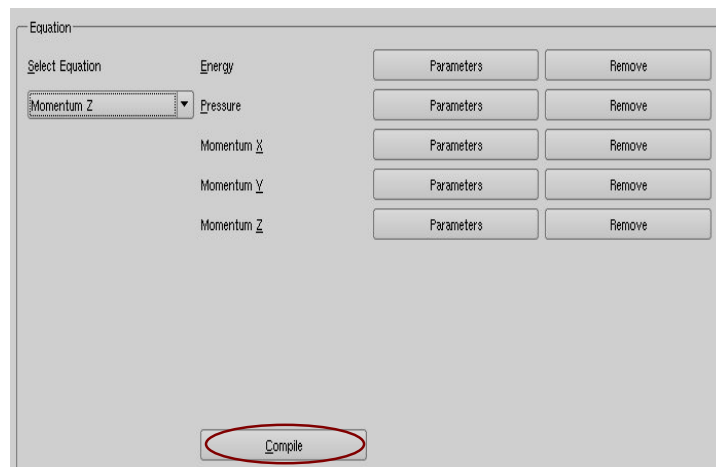 Equation
Select Equation Energy Parameters Remove
Momentum Z Pressure Parameters Remove
Momentum X Parameters Remove
Momentum Y Parameters Remove
Momentum Z Parameters Remove
Compile